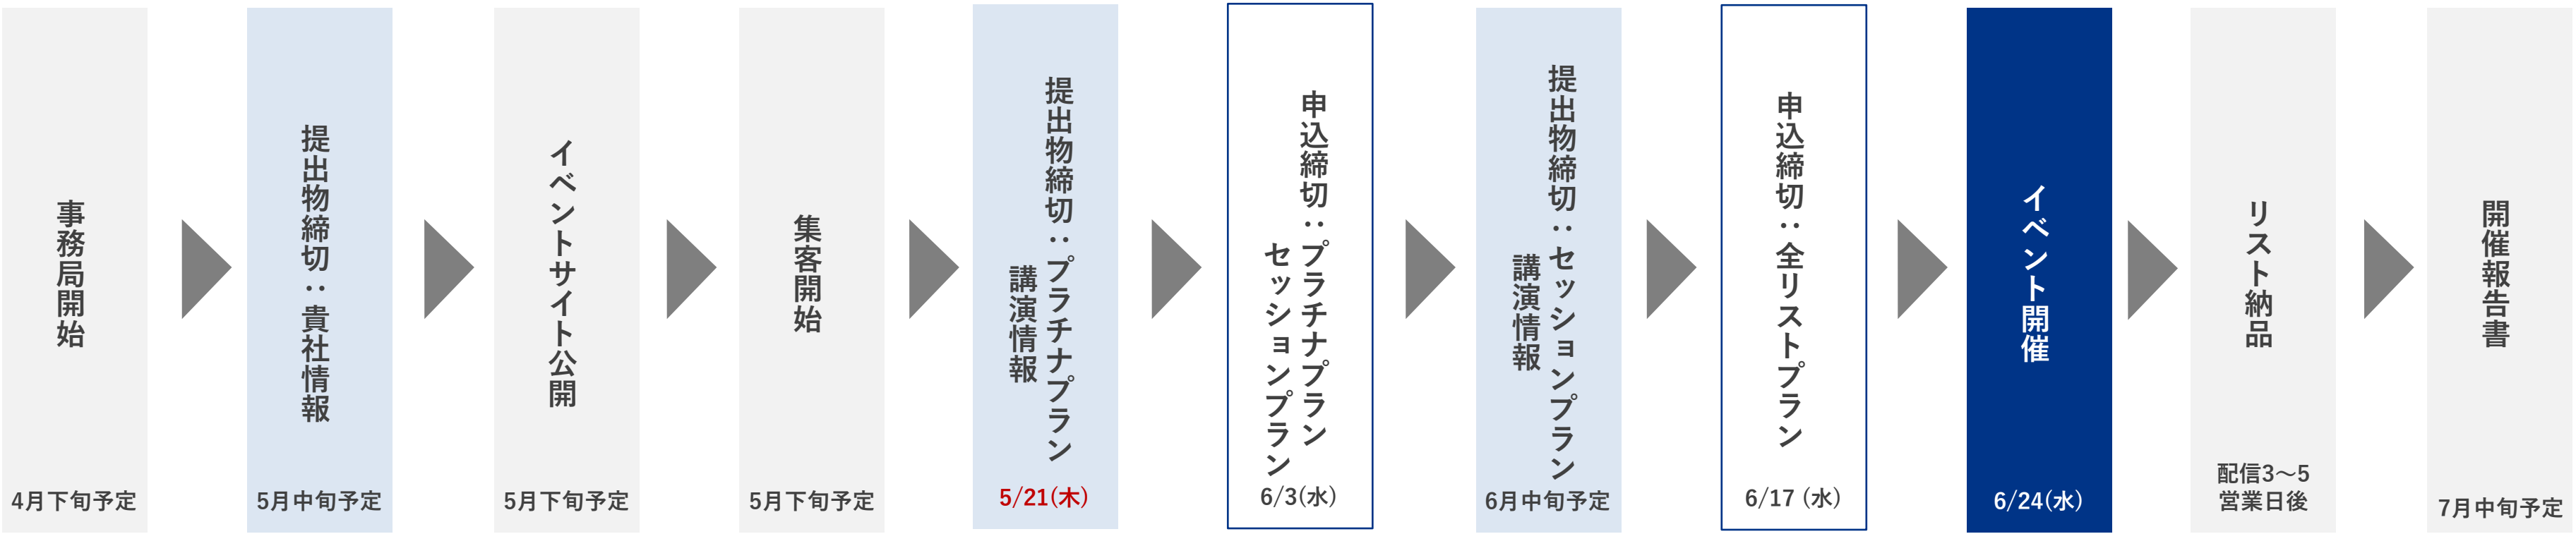 事務局開始
4月下旬予定
提出物締切：貴社情報
5月中旬予定
イベントサイト公開
5月下旬予定
集客開始
5月下旬予定
提出物締切：プラチナプラン
講演情報
5/21(木)
申込締切：プラチナプラン
セッションプラン
6/3(水)
提出物締切：セッションプラン
講演情報
6月中旬予定
申込締切：全リストプラン
6/17 (水)
イベント開催
6/24(水)
リスト納品
配信3～5
営業日後
開催報告書
7月中旬予定